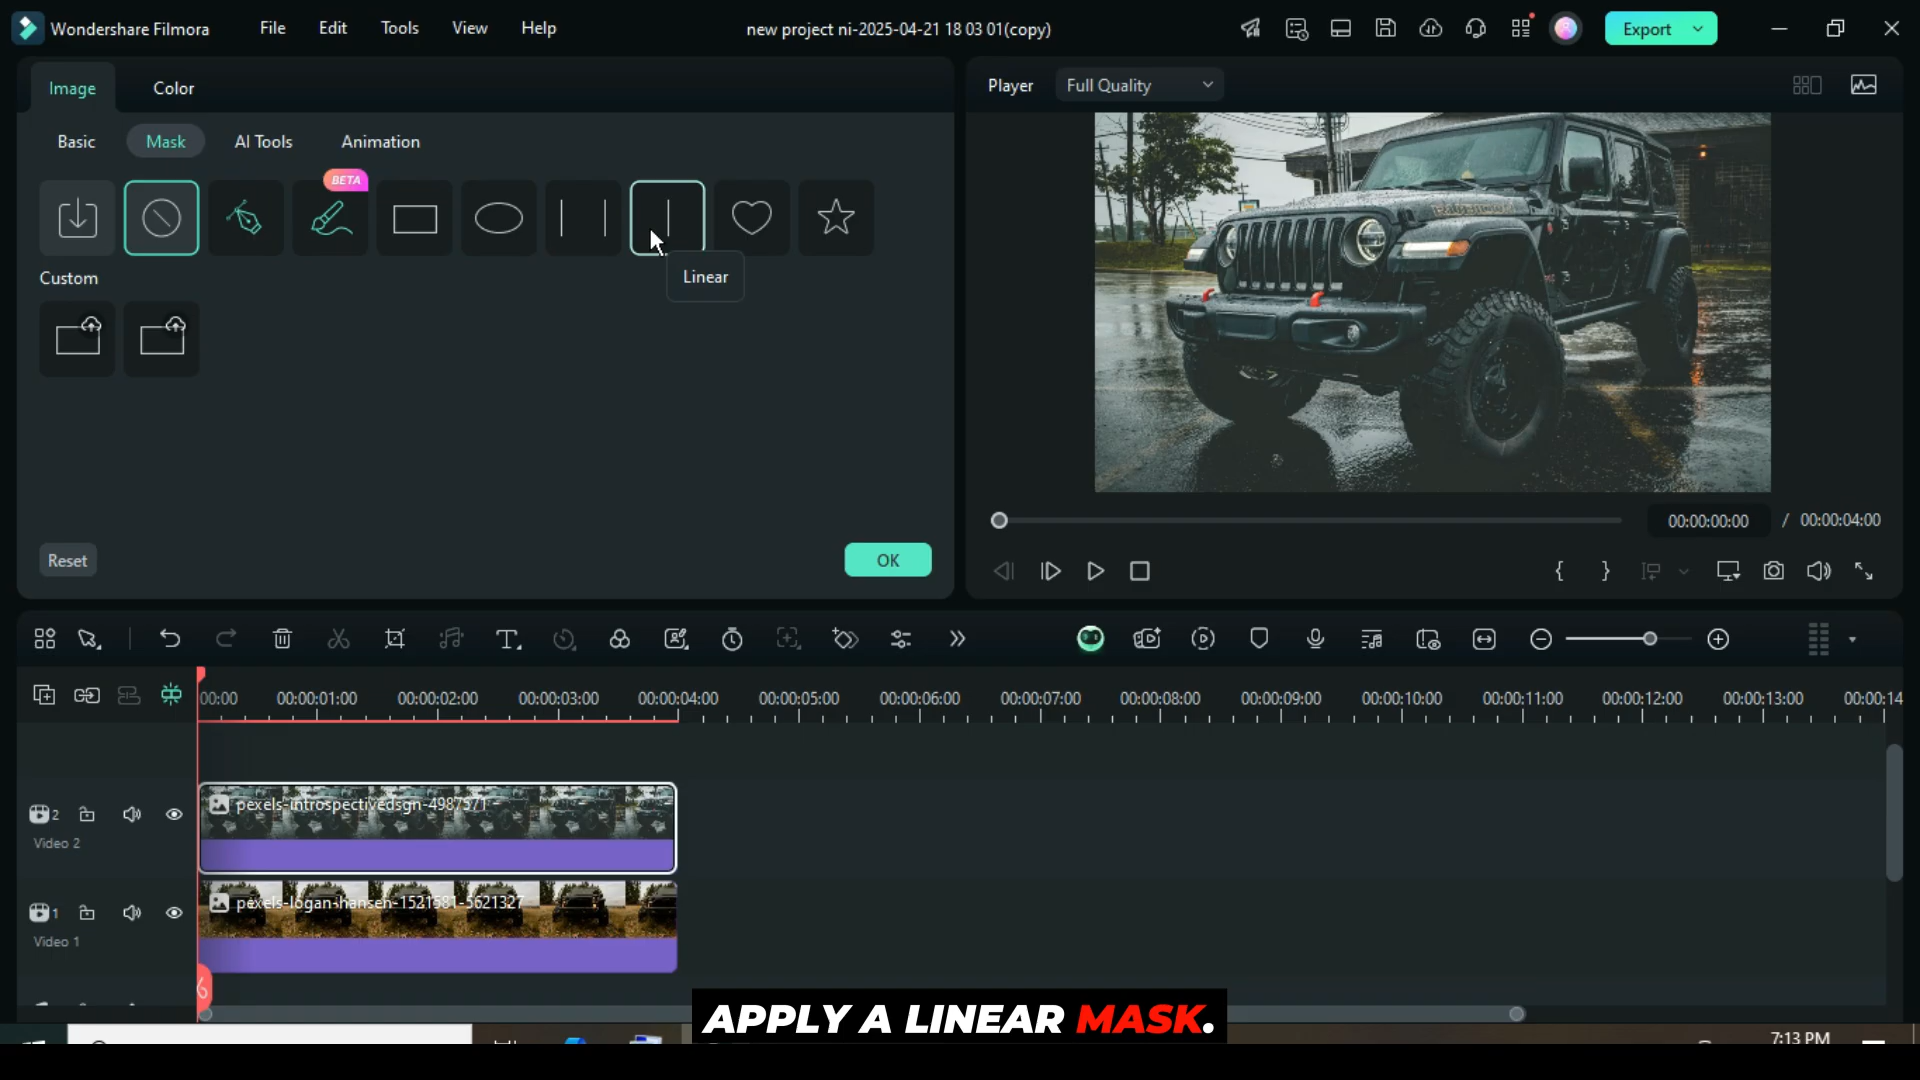 Wondershare Filmora File Edit Tools View Help new project ni-2025-04-21 18 03 01(copy) Export
Image Color
Player Full Quality
Basic Mask AI Tools Animation
BETA
Linear
Custom
Reset OK
00:00:00:00 / 00:00:04:00
00:00 00:00:01:00 00:00:02:00 00:00:03:00 00:00:04:00 00:00:05:00 00:00:06:00 00:00:07:00 00:00:08:00 00:00:09:00 00:00:10:00 00:00:11:00 00:00:12:00 00:00:13:00 00:00:14
pexels-introspectivedsgn-4987571
2
Video 2
pexels-logan-hansen-1521581-5621327
1
Video 1
APPLY A LINEAR MASK.
7:13 PM